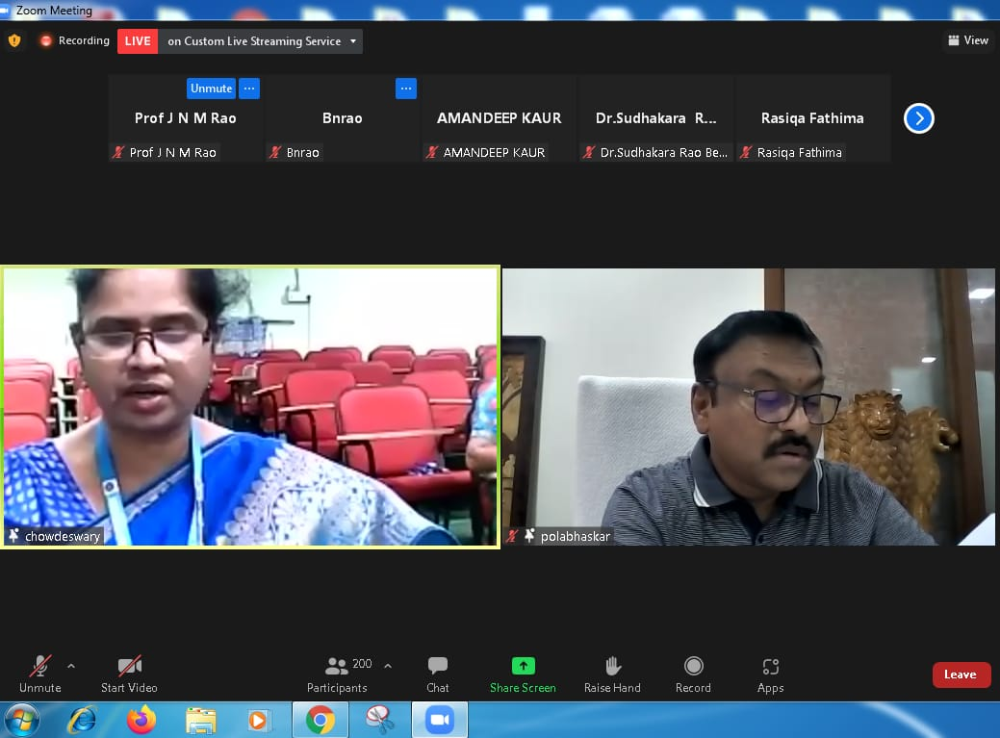 Zoom Meeting
Recording LIVE on Custom Live Streaming Service View
Unmute ... ...
Prof J N M Rao Bnrao AMANDEEP KAUR Dr.Sudhakara R... Rasiqa Fathima
Prof J N M Rao Bnrao AMANDEEP KAUR Dr.Sudhakara Rao Be... Rasiqa Fathima
chowdeswary polabhaskar
200
Unmute Start Video Participants Chat Share Screen Raise Hand Record Apps Leave